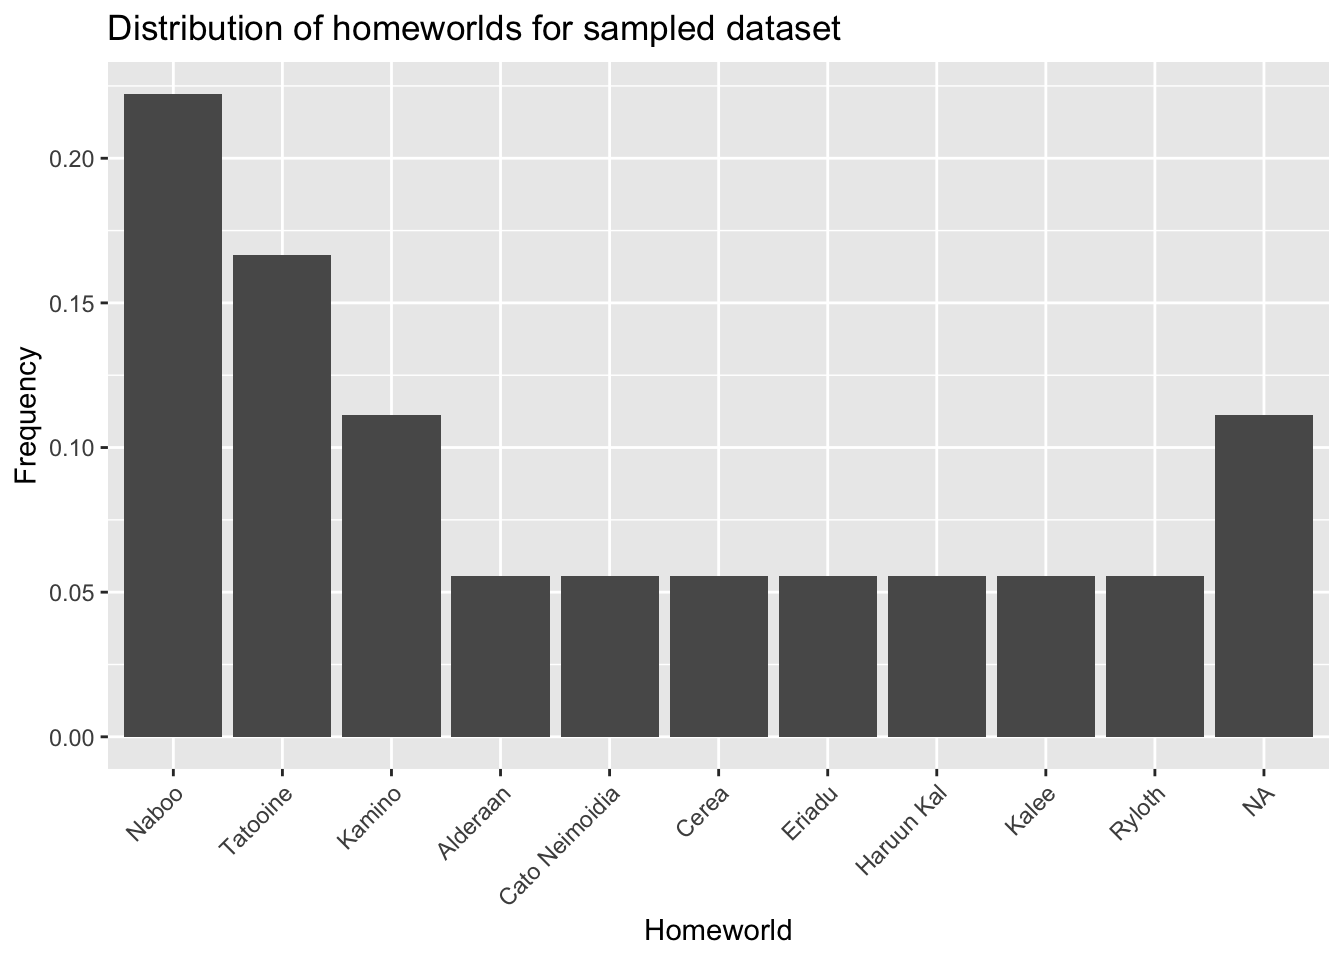 Distribution of homeworlds for sampled dataset
Frequency
0.20
0.15
0.10
0.05
0.00
Naboo
Tatooine
Kamino
Alderaan
Cato Neimoidia
Cerea
Eriadu
Haruun Kal
Kalee
Ryloth
NA
Homeworld